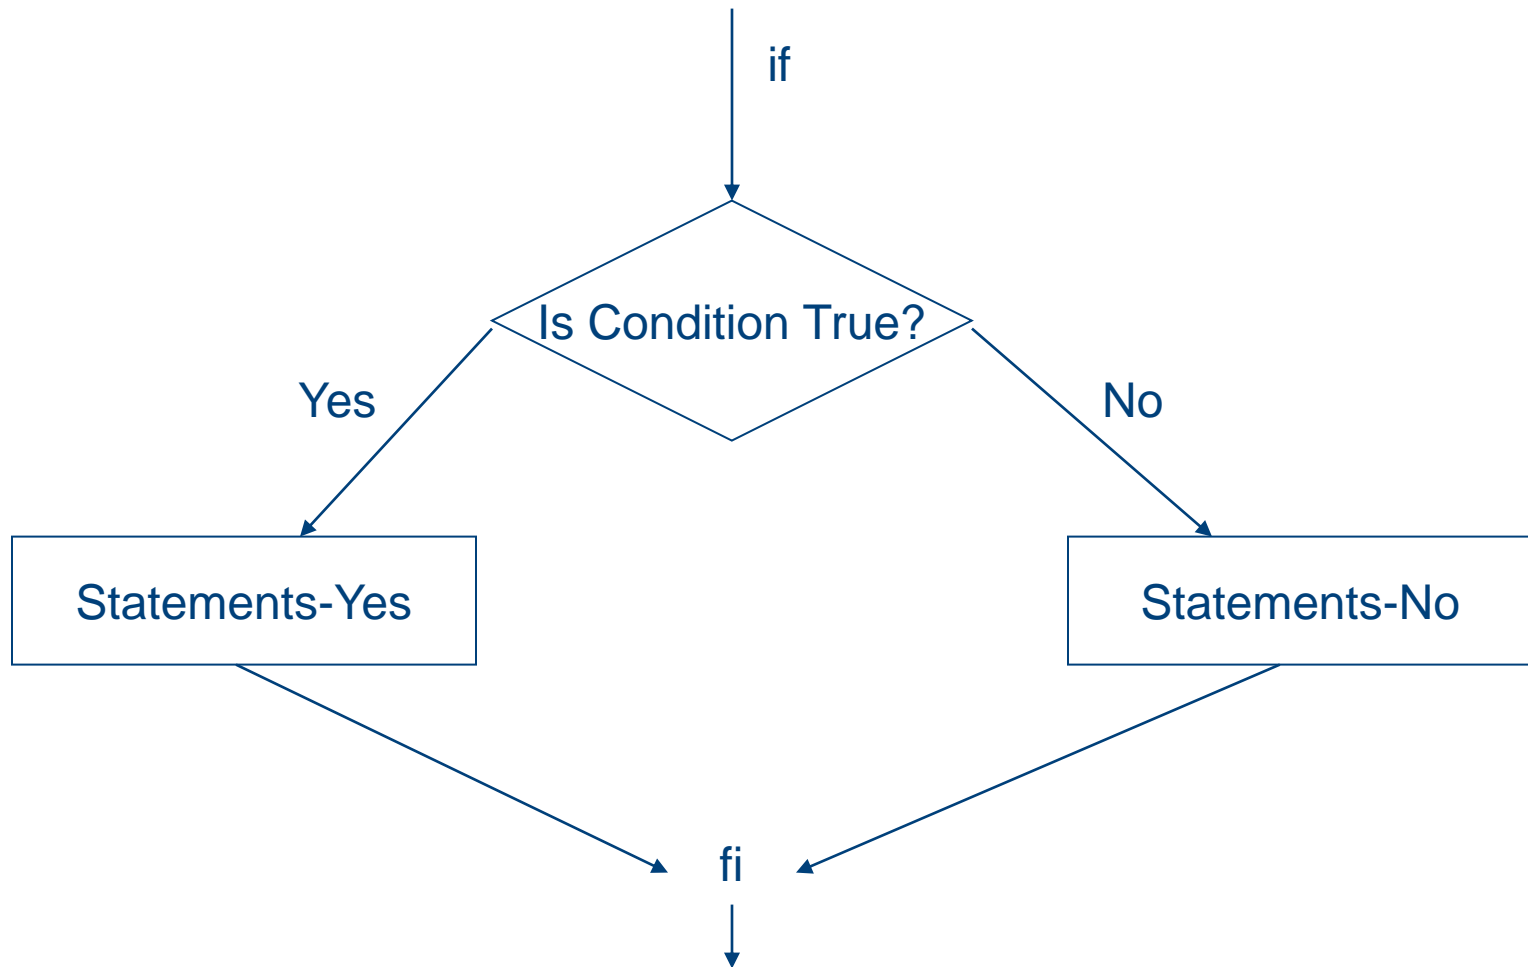 if
Is Condition True?
Yes
No
Statements-Yes
Statements-No
fi